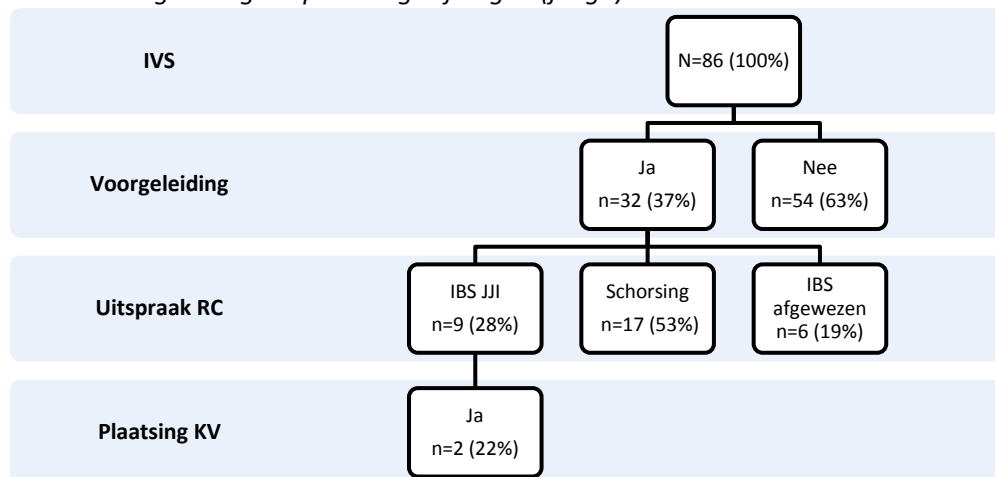 IVS
N=86 (100%)
Voorgeleiding
Ja
n=32 (37%)
Nee
n=54 (63%)
Uitspraak RC
IBS JJI
n=9 (28%)
Schorsing
n=17 (53%)
IBS
afgewezen
n=6 (19%)
Plaatsing KV
Ja
n=2 (22%)